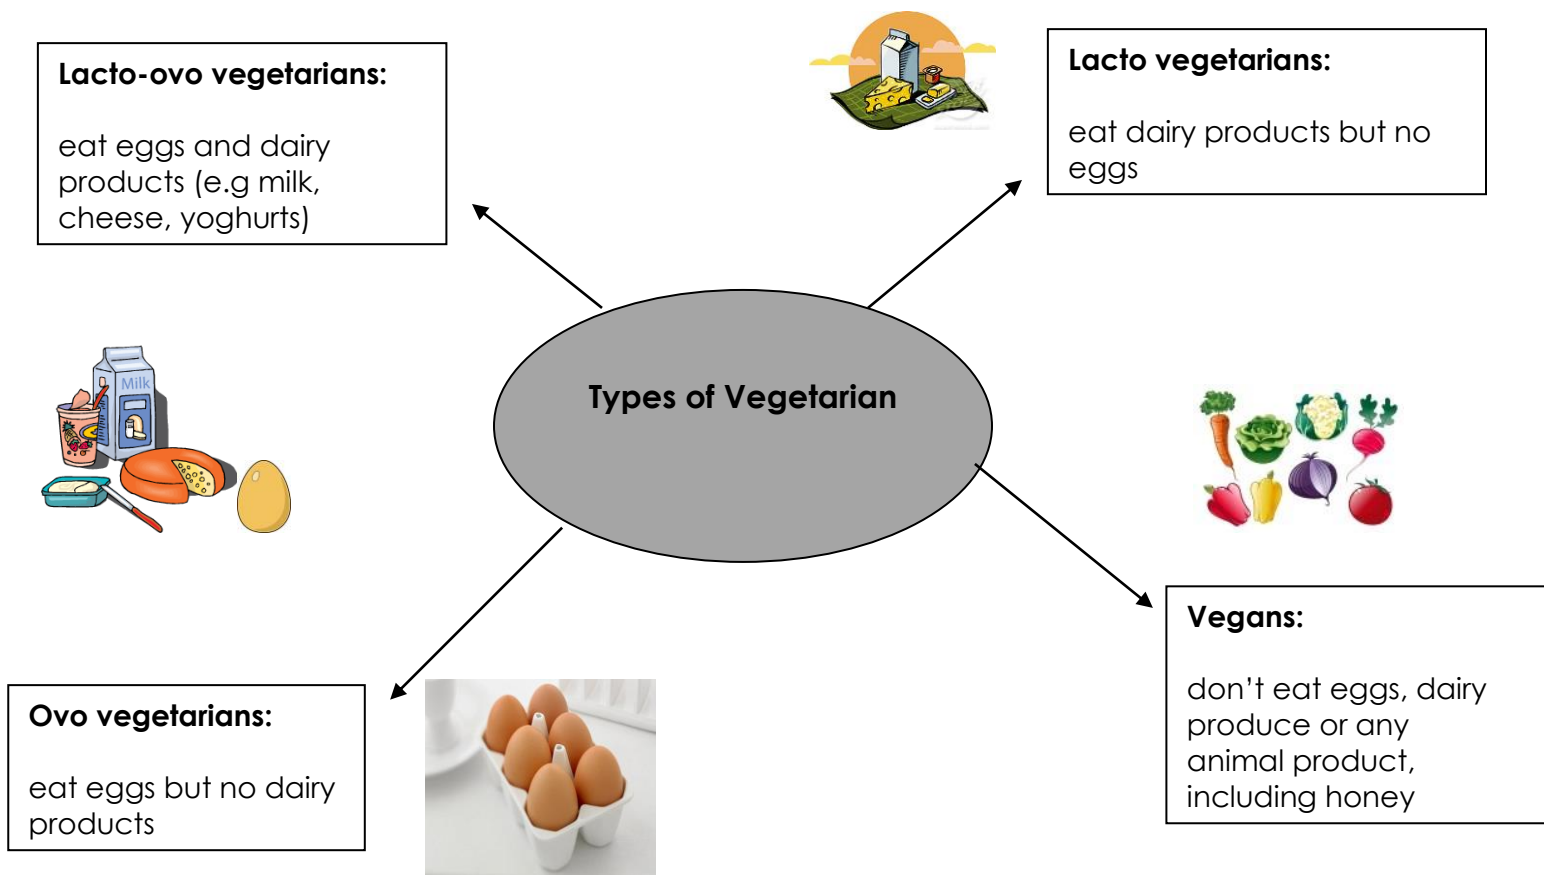 Lacto-ovo vegetarians:
eat eggs and dairy
products (e.g milk,
cheese, yoghurts)
Lacto vegetarians:
eat dairy products but no
eggs
Types of Vegetarian
Milk
Ovo vegetarians:
eat eggs but no dairy
products
Vegans:
don’t eat eggs, dairy
produce or any
animal product,
including honey